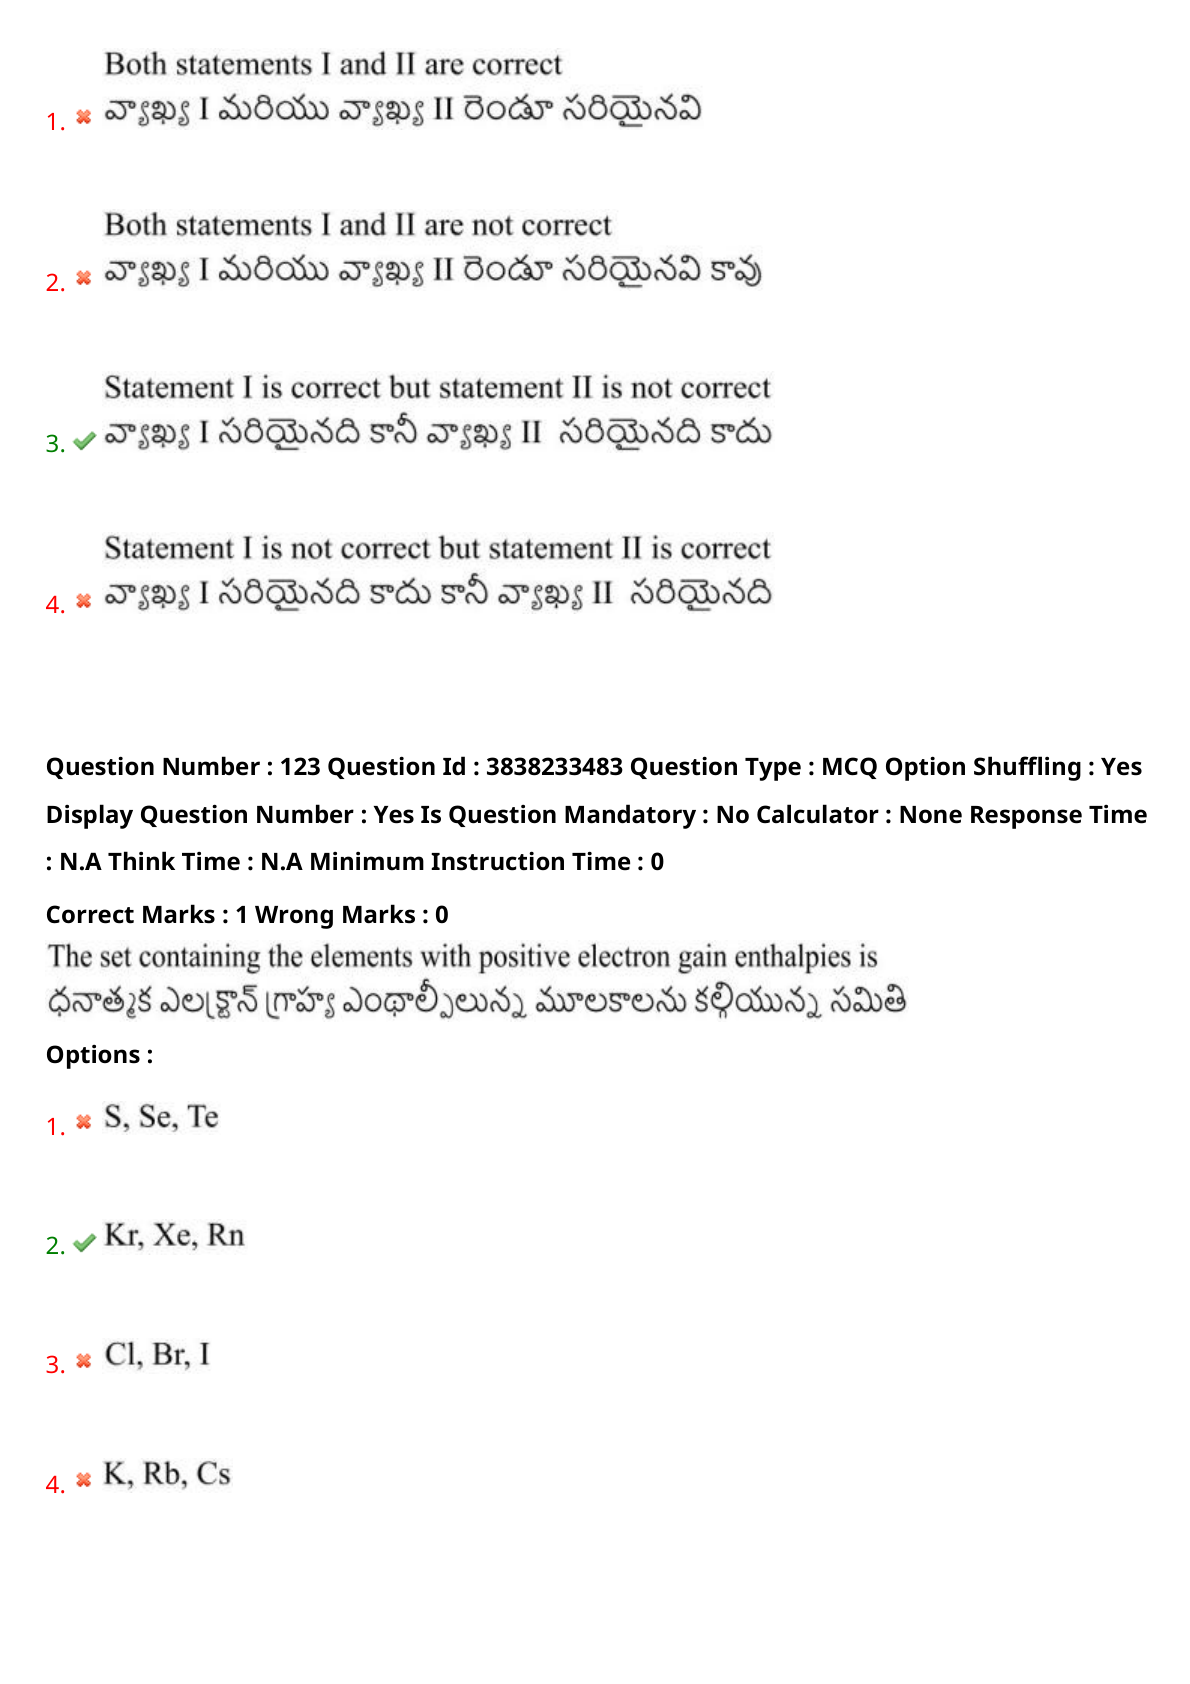 Both statements I and II are correct
1. వ్యాఖ్య I మరియు వ్యాఖ్య II రెండూ సరియైనవి
Both statements I and II are not correct
2. వ్యాఖ్య I మరియు వ్యాఖ్య II రెండూ సరియైనవి కావు
Statement I is correct but statement II is not correct
3. వ్యాఖ్య I సరియైనది కానీ వ్యాఖ్య II సరియైనది కాదు
Statement I is not correct but statement II is correct
4. వ్యాఖ్య I సరియైనది కాదు కానీ వ్యాఖ్య II సరియైనది
Question Number : 123 Question Id : 3838233483 Question Type : MCQ Option Shuffling : Yes
Display Question Number : Yes Is Question Mandatory : No Calculator : None Response Time
: N.A Think Time : N.A Minimum Instruction Time : 0
Correct Marks : 1 Wrong Marks : 0
The set containing the elements with positive electron gain enthalpies is
ధనాత్మక ఎలక్ట్రాన్ గ్రాహ్య ఎంథాల్పీలున్న మూలకాలను కల్గియున్న సమితి
Options :
1. S, Se, Te
2. Kr, Xe, Rn
3. Cl, Br, I
4. K, Rb, Cs